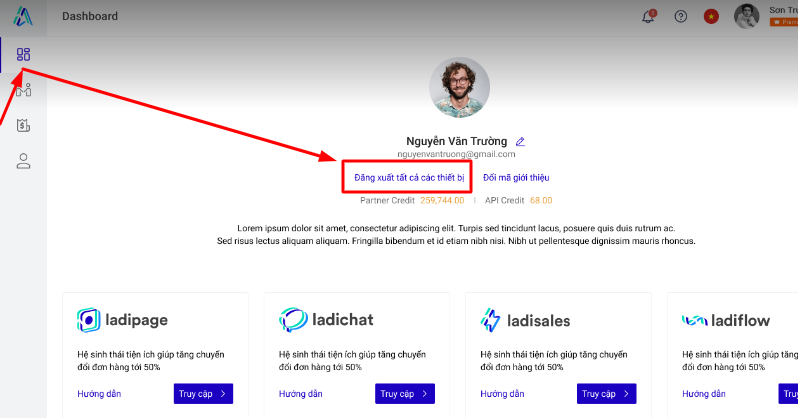 Dashboard
1
Sơn Trư
Premi
Nguyễn Văn Trường
nguyenvantruong@gmail.com
Đăng xuất tất cả các thiết bị Đổi mã giới thiệu
Partner Credit 259,744.00 | API Credit 68.00
Lorem ipsum dolor sit amet, consectetur adipiscing elit. Turpis sed tincidunt lacus, posuere quis duis rutrum ac.
Sed risus lectus aliquam aliquam. Fringilla bibendum et id etiam nibh nisi. Nibh ut pellentesque dignissim mauris rhoncus.
ladipage
Hệ sinh thái tiện ích giúp tăng chuyển
đổi đơn hàng tới 50%
Hướng dẫn Truy cập
ladichat
Hệ sinh thái tiện ích giúp tăng chuyển
đổi đơn hàng tới 50%
Hướng dẫn Truy cập
ladisales
Hệ sinh thái tiện ích giúp tăng chuyển
đổi đơn hàng tới 50%
Hướng dẫn Truy cập
ladiflow
Hệ sinh thái tiện ích giúp tăng
đổi đơn hàng tới 50%
Hướng dẫn Tru